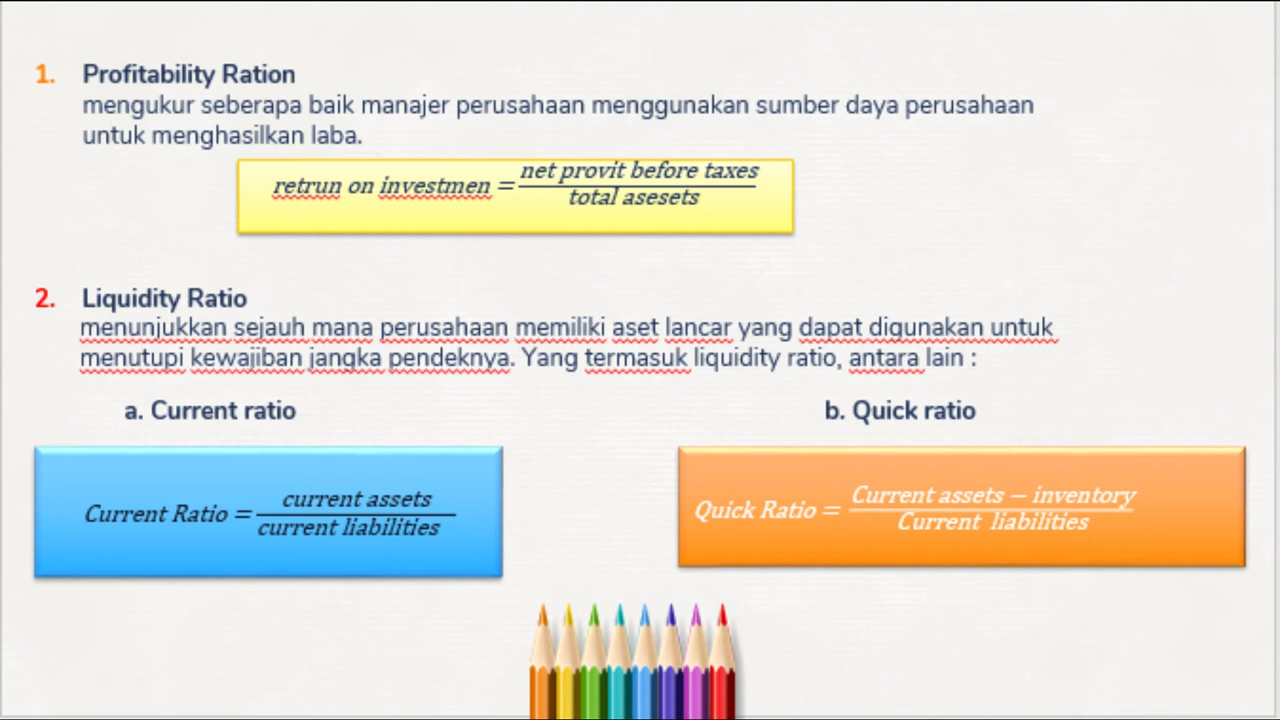 1. Profitability Ration
mengukur seberapa baik manajer perusahaan menggunakan sumber daya perusahaan
untuk menghasilkan laba.
retrun on investmen = net provit before taxes
total asesets
2. Liquidity Ratio
menunjukkan sejauh mana perusahaan memiliki aset lancar yang dapat digunakan untuk
menutupi kewajiban jangka pendeknya. Yang termasuk liquidity ratio, antara lain :
a. Current ratio
b. Quick ratio
Current Ratio = current assets
current liabilities
Quick Ratio = Current assets − inventory
Current liabilities